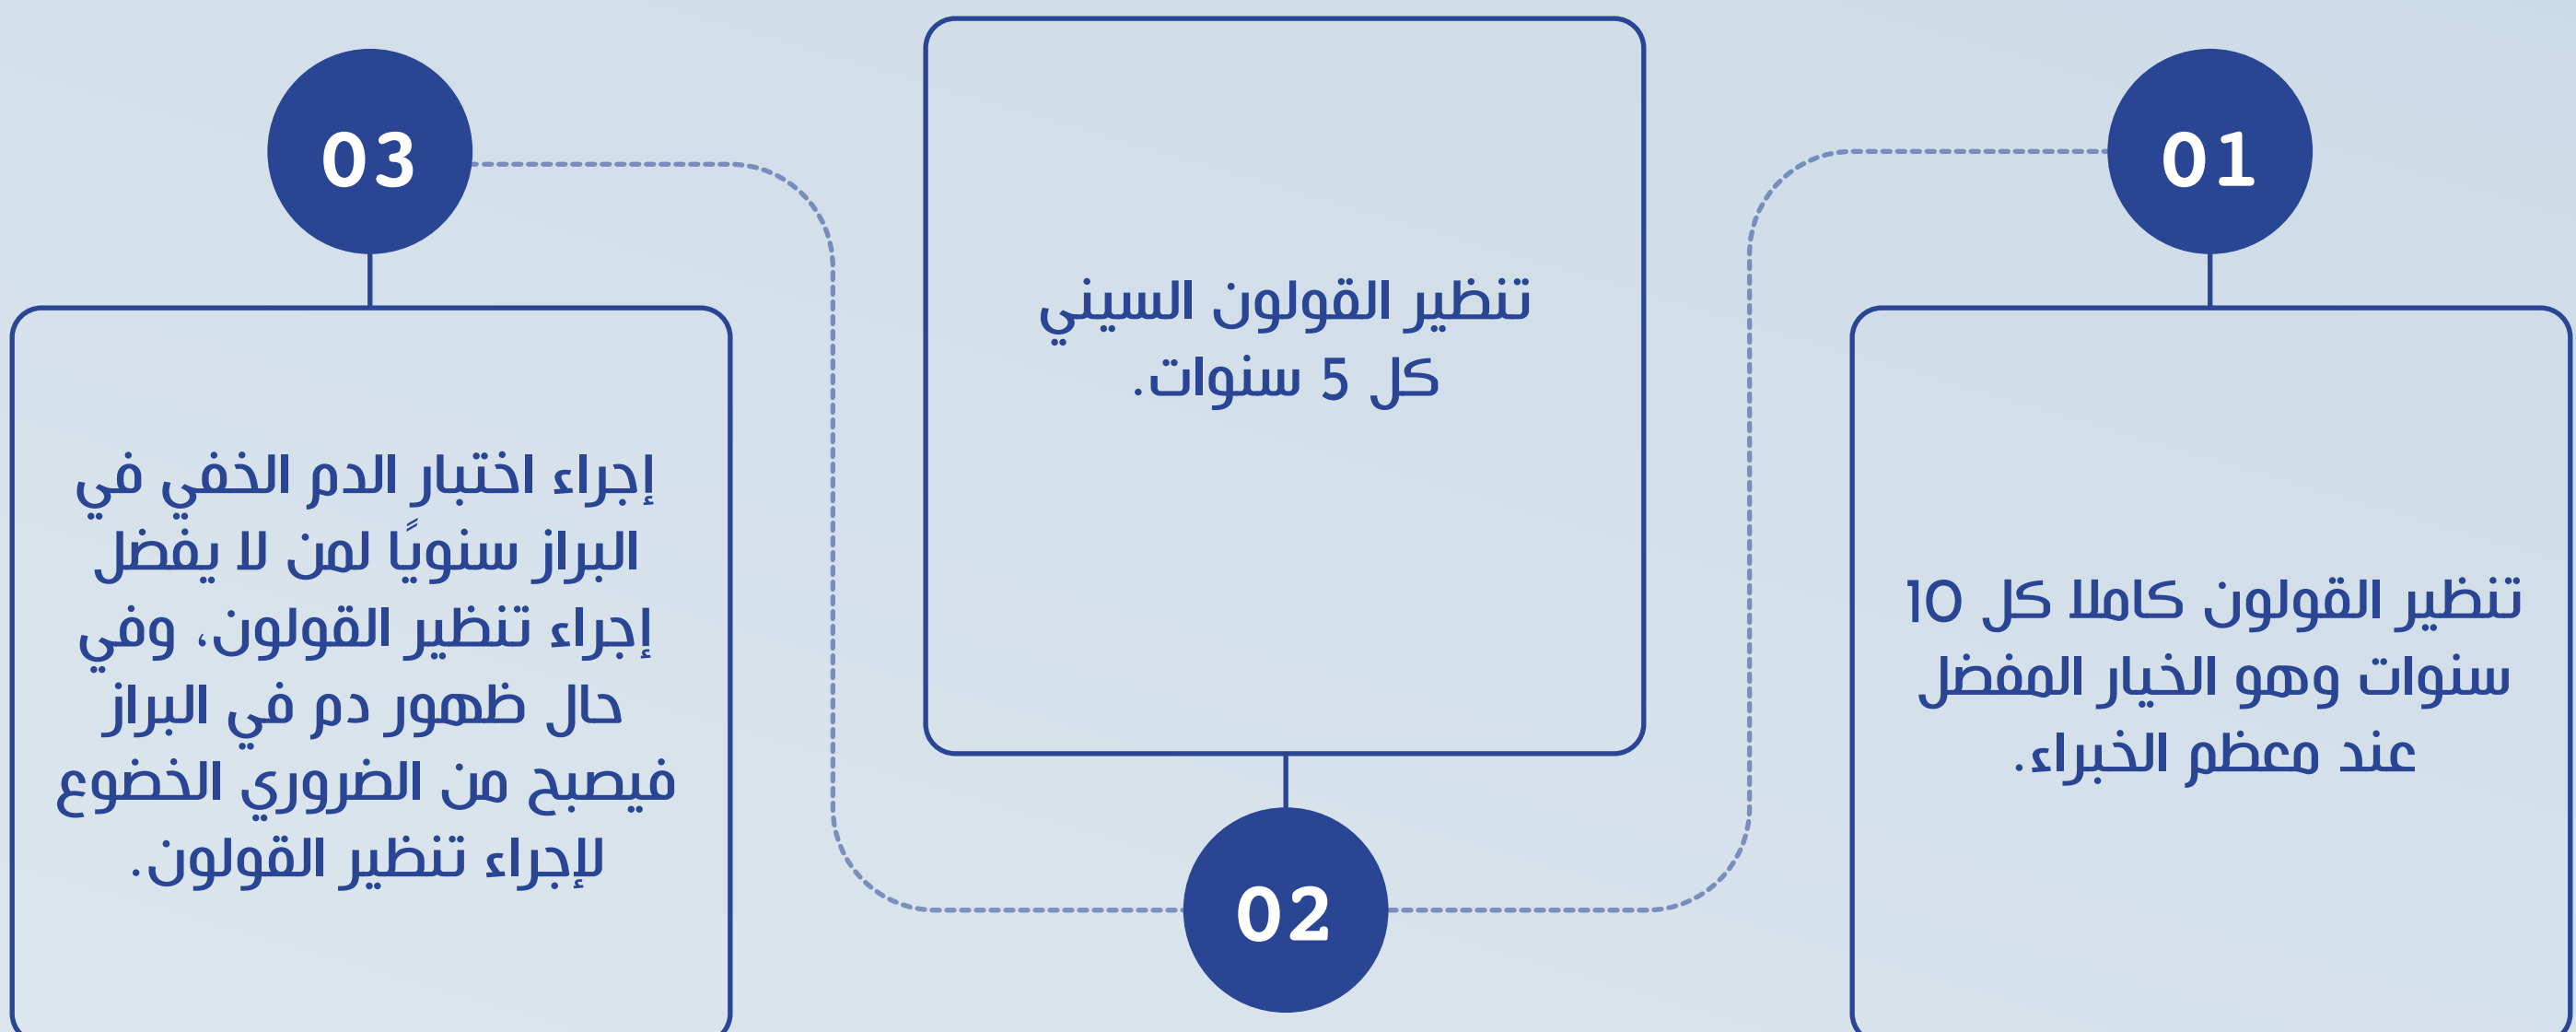 01
تنظير القولون كاملا كل 10
سنوات وهو الخيار المفضل
عند معظم الخبراء.
تنظير القولون السيني
كل 5 سنوات.
02
03
إجراء اختبار الدم الخفي في
البراز سنويًا لمن لا يفضل
إجراء تنظير القولون، وفي
حال ظهور دم في البراز
فيصبح من الضروري الخضوع
لإجراء تنظير القولون.